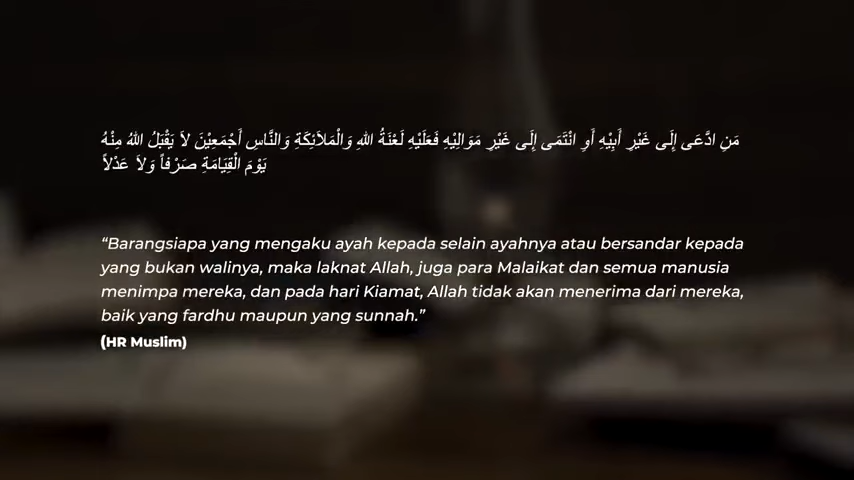 مَنِ ادَّعَى إِلَى غَيْرِ أَبِيْهِ أَوِ انْتَمَى إِلَى غَيْرِ مَوَالِيْهِ فَعَلَيْهِ لَعْنَةُ اللهِ وَالْمَلاَئِكَةِ وَالنَّاسِ أَجْمَعِيْنَ لاَ يَقْبَلُ اللهُ مِنْهُ
يَوْمَ الْقِيَامَةِ صَرْفاً وَلاَ عَدْلاً
“Barangsiapa yang mengaku ayah kepada selain ayahnya atau bersandar kepada
yang bukan walinya, maka laknat Allah, juga para Malaikat dan semua manusia
menimpa mereka, dan pada hari Kiamat, Allah tidak akan menerima dari mereka,
baik yang fardhu maupun yang sunnah.”
(HR Muslim)